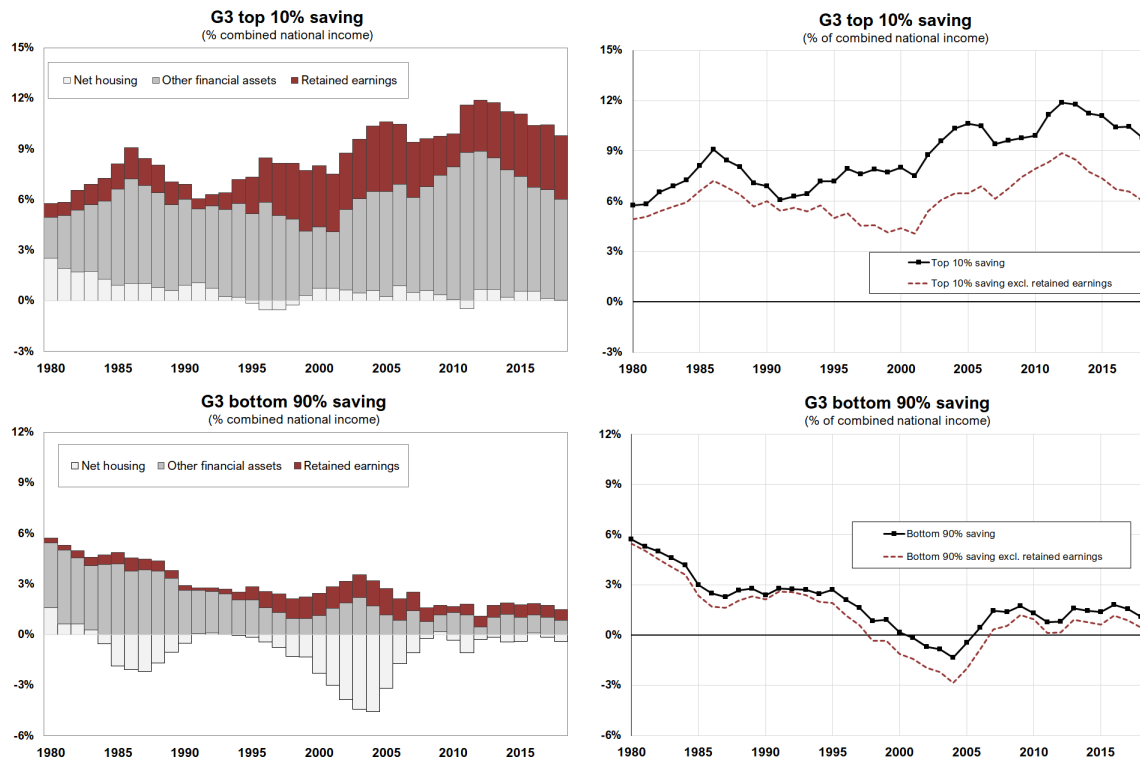 G3 top 10% saving
(% combined national income)
15%
12%
9%
6%
3%
0%
-3%
Net housing Other financial assets Retained earnings
1980 1985 1990 1995 2000 2005 2010 2015
G3 top 10% saving
(% of combined national income)
15%
12%
9%
6%
3%
0%
-3%
Top 10% saving
Top 10% saving excl. retained earnings
1980 1985 1990 1995 2000 2005 2010 2015
G3 bottom 90% saving
(% combined national income)
12%
9%
6%
3%
0%
-3%
-6%
Net housing Other financial assets Retained earnings
1980 1985 1990 1995 2000 2005 2010 2015
G3 bottom 90% saving
(% of combined national income)
12%
9%
6%
3%
0%
-3%
-6%
Bottom 90% saving
Bottom 90% saving excl. retained earnings
1980 1985 1990 1995 2000 2005 2010 2015